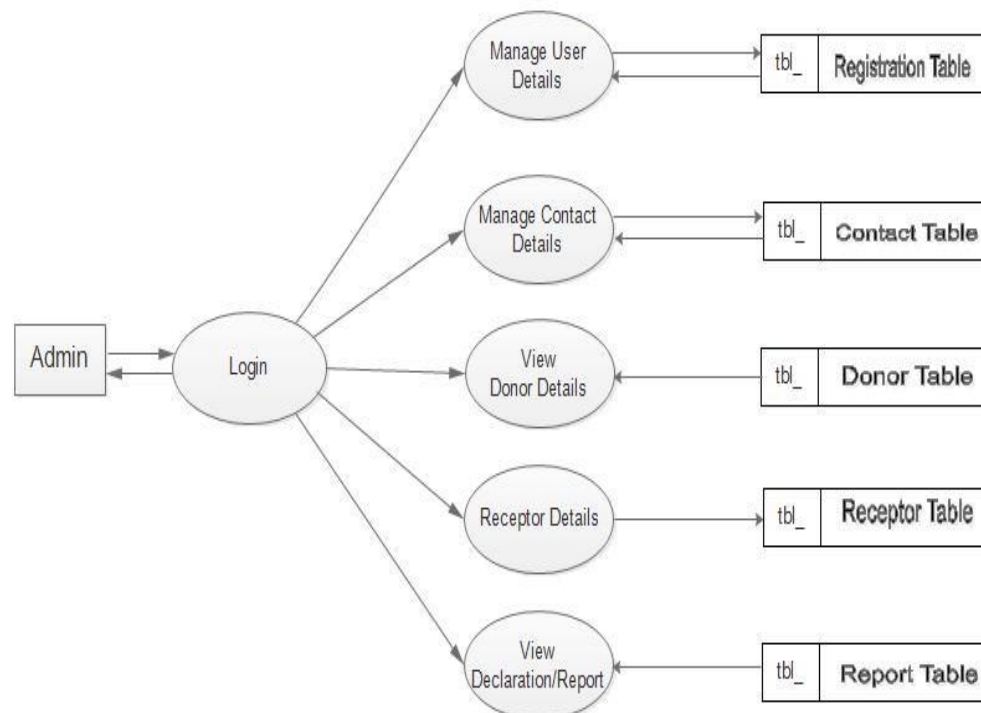 Manage User
Details
tbl_ Registration Table
Manage Contact
Details
tbl_ Contact Table
Admin
Login
View
Donor Details
tbl_ Donor Table
Receptor Details
tbl_ Receptor Table
View
Declaration/Report
tbl_ Report Table